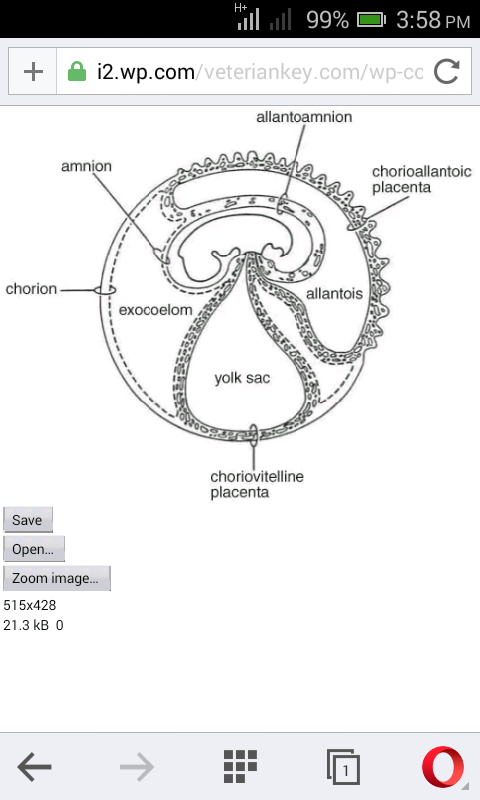 H+ 99% 3:58 PM
i2.wp.com/veteriankey.com/wp-cc
allantoamnion
amnion
chorioallantoic
placenta
chorion
exocoelom
allantois
yolk sac
choriovitelline
placenta
Save
Open...
Zoom image...
515x428
21.3 kB 0
1